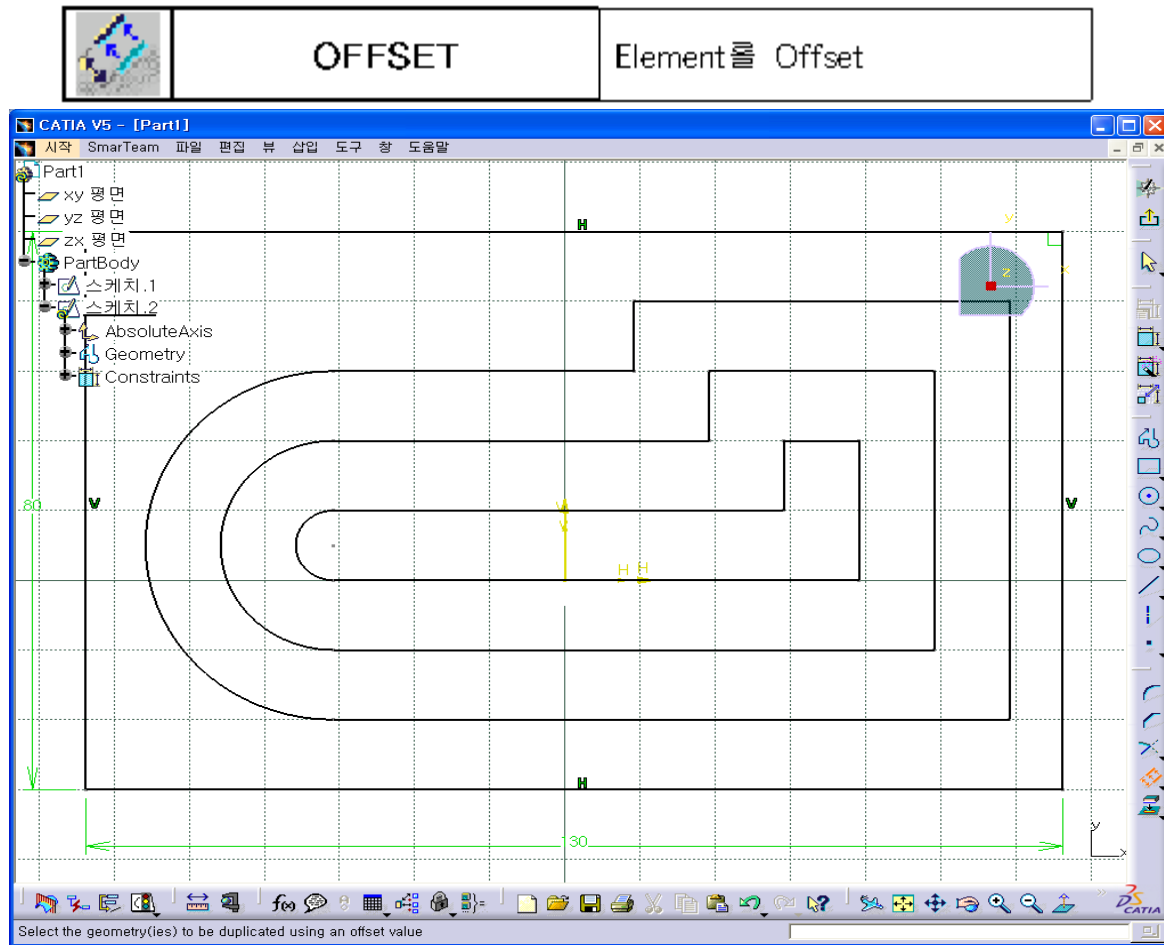 OFFSET
Element롤 Offset
CATIA V5 - [Part1]
시작 SmarTeam 파일 편집 뷰 삽입 도구 창 도움말
Part1
xy 평면
yz 평면
zx 평면
PartBody
스케치.1
스케치.2
AbsoluteAxis
Geometry
Constraints
H
y
x
z
80
V
V
V
V
H H
H
130
y
x
f(x)
DS
CATIA
Select the geometry(ies) to be duplicated using an offset value